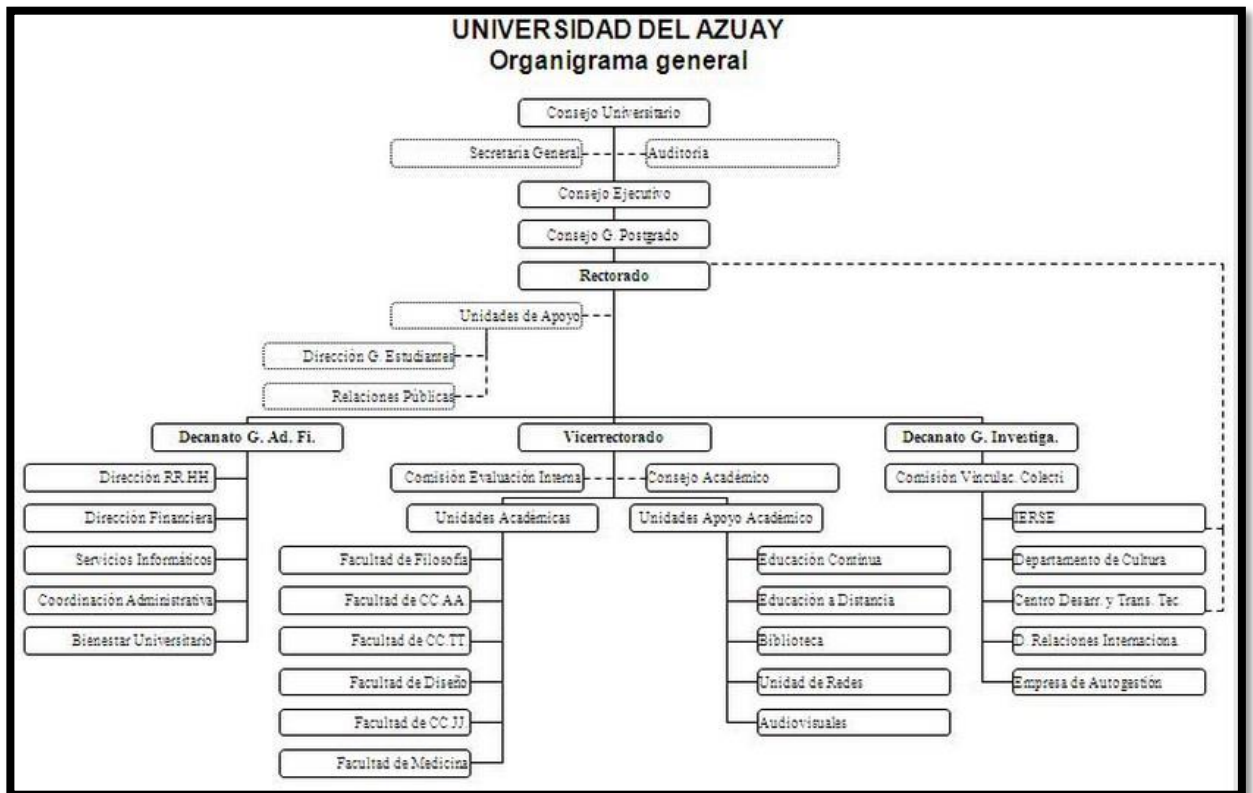 UNIVERSIDAD DEL AZUAY
Organigrama general
Consejo Universitario
Secretaria General
Auditoría
Consejo Ejecutivo
Consejo G. Postgrado
Rectorado
Unidades de Apoyo
Dirección G. Estudiantes
Relaciones Públicas
Decanato G. Ad. Fi.
Vicerrectorado
Decanato G. Investiga.
Dirección RR.HH
Dirección Financiera
Servicios Informáticos
Coordinación Administrativa
Bienestar Universitario
Comisión Evaluación Interna
Consejo Académico
Unidades Académicas
Unidades Apoyo Académico
Facultad de Filosofía
Facultad de CC.AA
Facultad de CC.TT
Facultad de Diseño
Facultad de CC.JJ.
Facultad de Medicina
Educación Continua
Educación a Distancia
Biblioteca
Unidad de Redes
Audiovisuales
Comisión Vinculac. Colecti
IERSE
Departamento de Cultura
Centro Desarr. y Trans. Tec
D. Relaciones Internaciona.
Empresa de Autogestión